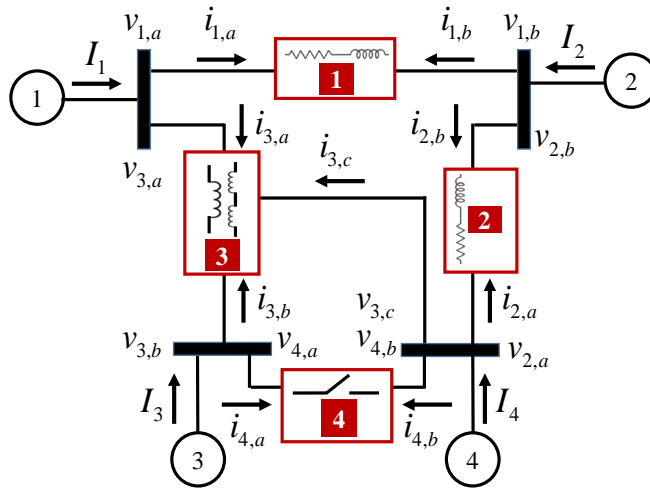 i₁,ₐ
i₁,b
v₁,ₐ
v₁,b
I₁
I₂
1
1
2
i₃,ₐ
i₂,b
v₂,b
i₃,c
v₃,ₐ
2
3
i₃,b
v₃,c
i₂,ₐ
v₃,b
v₄,ₐ
v₄,b
v₂,ₐ
I₃
i₄,ₐ
4
i₄,b
I₄
3
4